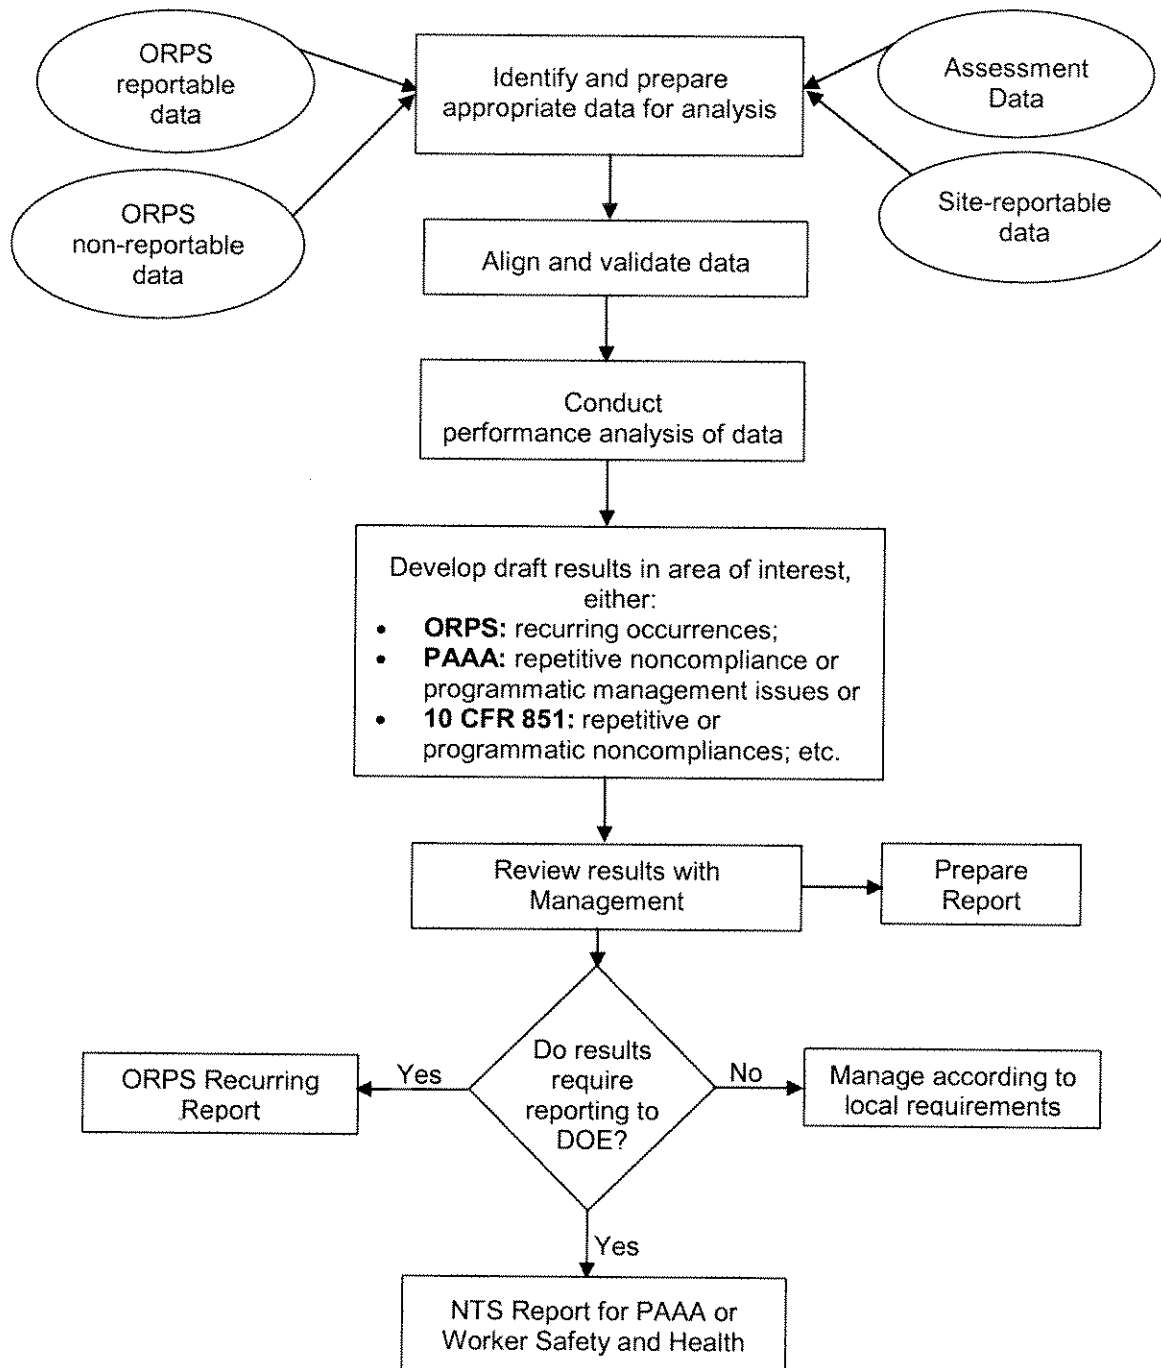 ORPS
reportable
data
Identify and prepare
appropriate data for analysis
Assessment
Data
ORPS
non-reportable
data
Site-reportable
data
Align and validate data
Conduct
performance analysis of data
Develop draft results in area of interest,
either:
• ORPS: recurring occurrences;
• PAAA: repetitive noncompliance or
programmatic management issues or
• 10 CFR 851: repetitive or
programmatic noncompliances; etc.
Review results with
Management
Prepare
Report
Do results
require
reporting to
DOE?
Yes
ORPS Recurring
Report
No
Manage according to
local requirements
Yes
NTS Report for PAAA or
Worker Safety and Health